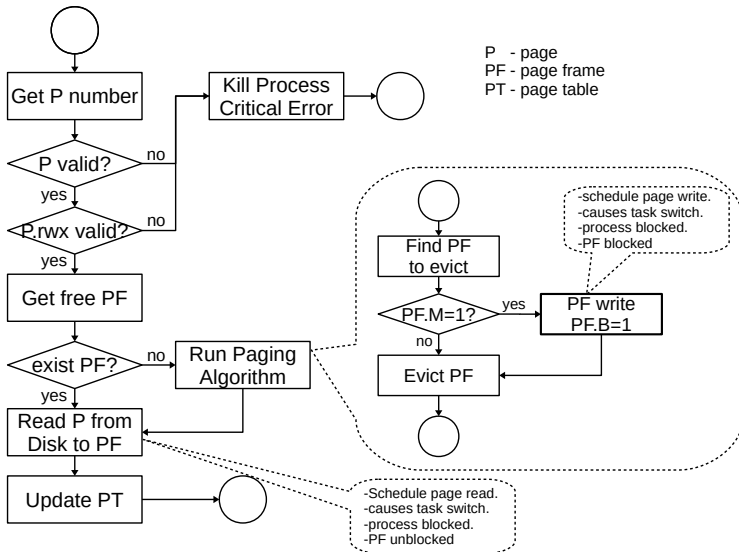 P - page
PF - page frame
PT - page table
Get P number
Kill Process
Critical Error
P valid?
no
yes
P.rwx valid?
no
yes
Get free PF
exist PF?
no
yes
Run Paging
Algorithm
Read P from
Disk to PF
Update PT
Find PF
to evict
PF.M=1?
yes
no
PF write
PF.B=1
Evict PF
-schedule page write.
-causes task switch.
-process blocked.
-PF blocked
-Schedule page read.
-causes task switch.
-process blocked.
-PF unblocked